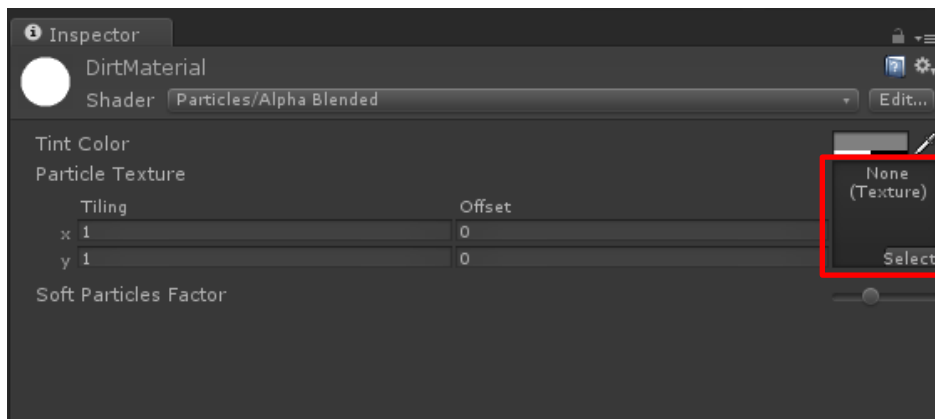 Inspector
DirtMaterial
Shader Particles/Alpha Blended Edit...
Tint Color
Particle Texture
None
(Texture)
Tiling Offset
x 1 0
y 1 0
Select
Soft Particles Factor